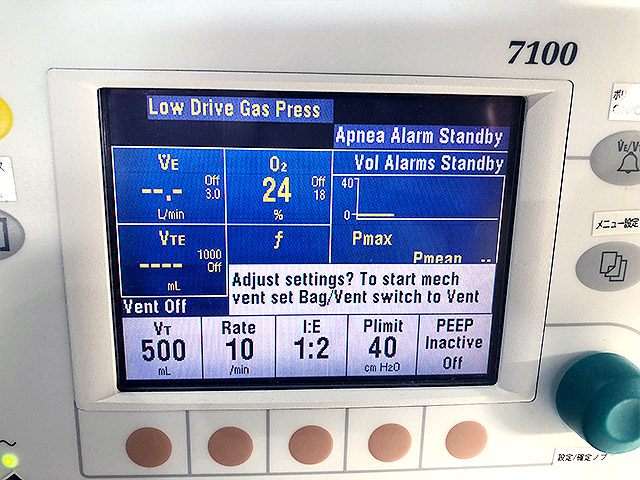 7100
Low Drive Gas Press
Apnea Alarm Standby
Vol Alarms Standby
V̇E
--.-
Off
3.0
L/min
O2
24
Off
18
%
40
0
VTE
----
1000
Off
mL
f
Pmax
Pmean --
Adjust settings? To start mech
vent set Bag/Vent switch to Vent
Vent Off
VT
500
mL
Rate
10
/min
I:E
1:2
Plimit
40
cm H2O
PEEP
Inactive
Off
メニュー設定
設定/確定ノブ